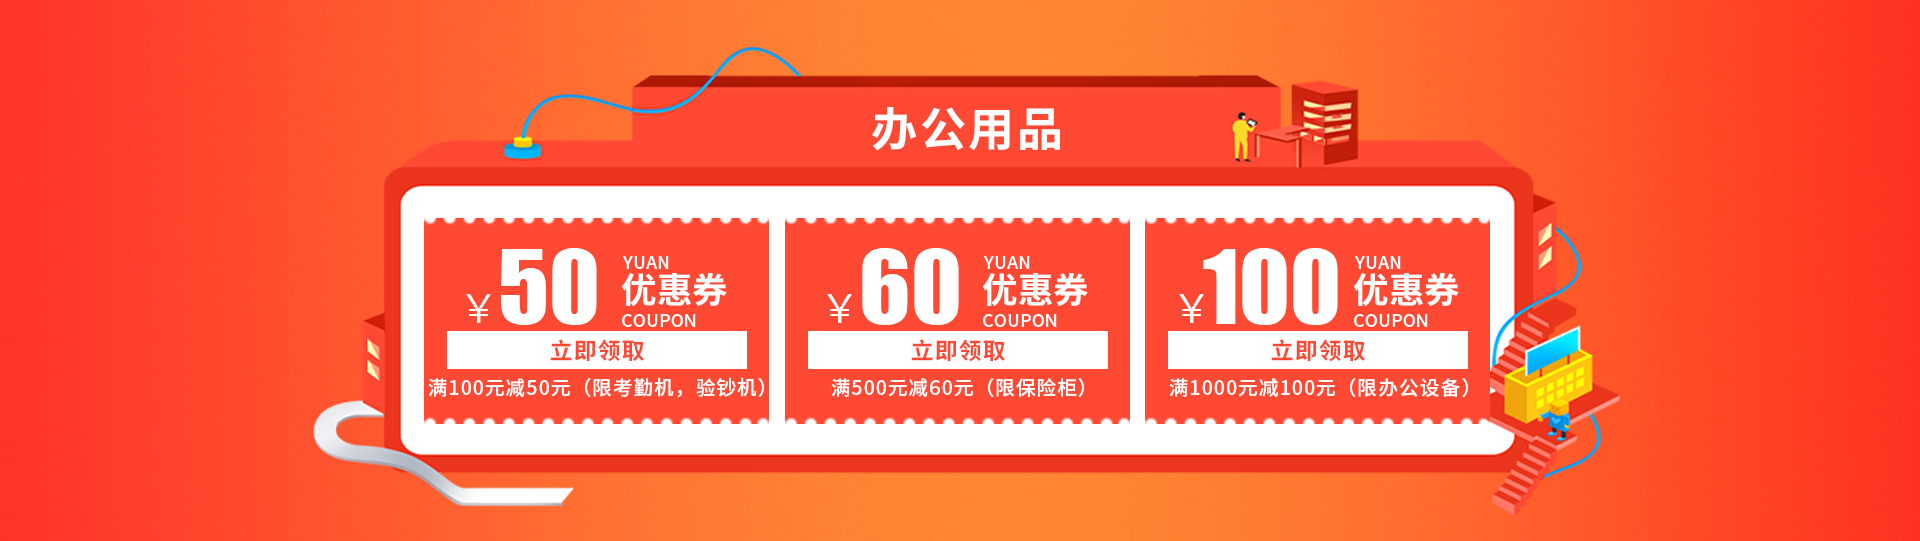 办公用品
¥50
YUAN
优惠券
COUPON
立即领取
满100元减50元（限考勤机，验钞机）
¥60
YUAN
优惠券
COUPON
立即领取
满500元减60元（限保险柜）
¥100
YUAN
优惠券
COUPON
立即领取
满1000元减100元（限办公设备）